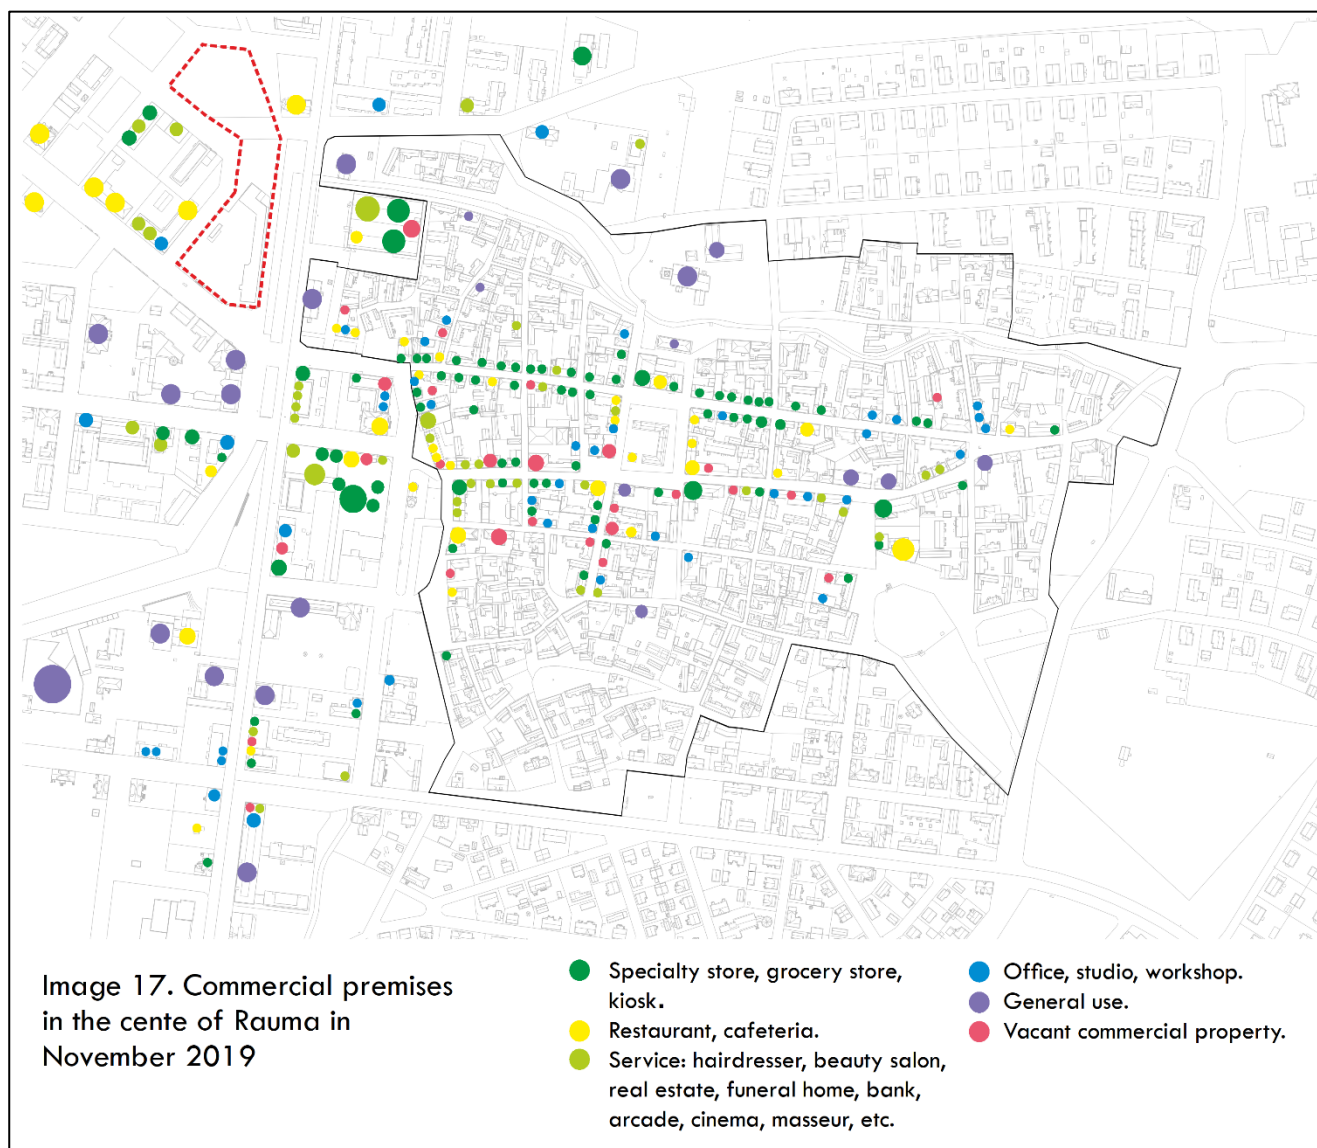 Image 17. Commercial premises
in the cente of Rauma in
November 2019
Specialty store, grocery store,
kiosk.
Restaurant, cafeteria.
Service: hairdresser, beauty salon,
real estate, funeral home, bank,
arcade, cinema, masseur, etc.
Office, studio, workshop.
General use.
Vacant commercial property.